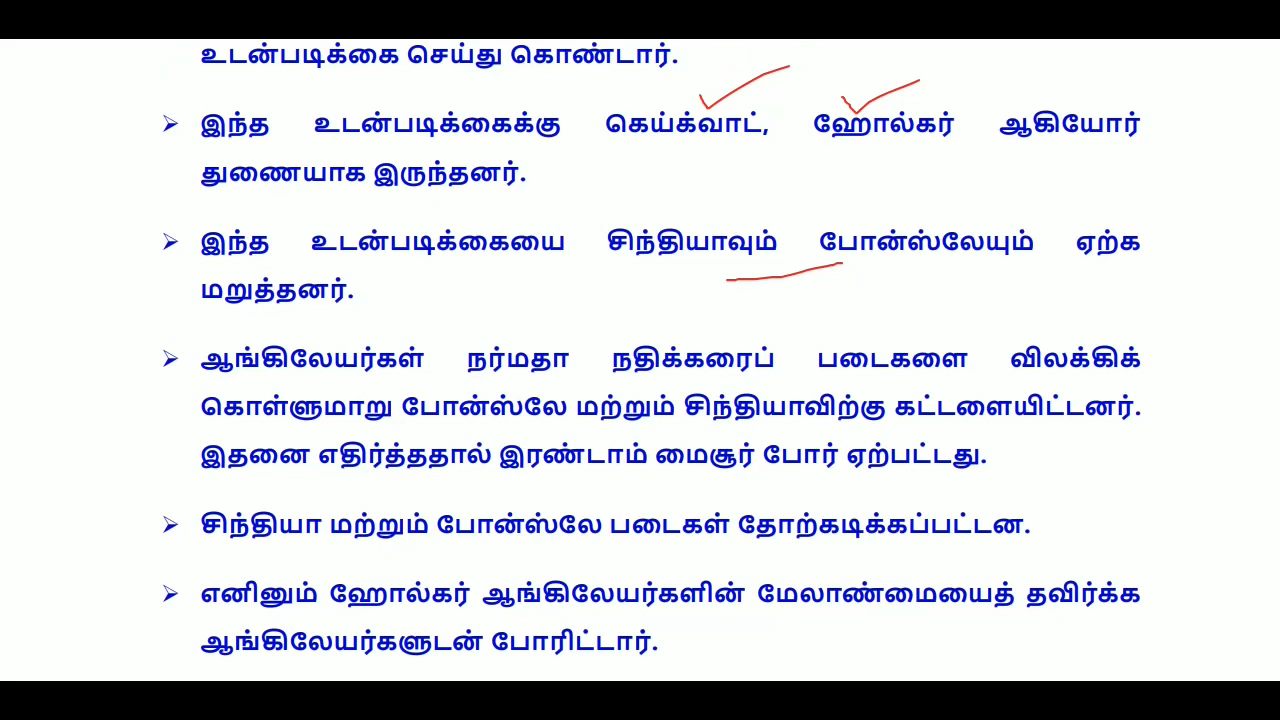 உடன்படிக்கை செய்து கொண்டார்.
➢ இந்த உடன்படிக்கைக்கு கெய்க்வாட், ஹோல்கர் ஆகியோர்
துணையாக இருந்தனர்.
➢ இந்த உடன்படிக்கையை சிந்தியாவும் போன்ஸ்லேயும் ஏற்க
மறுத்தனர்.
➢ ஆங்கிலேயர்கள் நர்மதா நதிக்கரைப் படைகளை விலக்கிக்
கொள்ளுமாறு போன்ஸ்லே மற்றும் சிந்தியாவிற்கு கட்டளையிட்டனர்.
இதனை எதிர்த்ததால் இரண்டாம் மைசூர் போர் ஏற்பட்டது.
➢ சிந்தியா மற்றும் போன்ஸ்லே படைகள் தோற்கடிக்கப்பட்டன.
➢ எனினும் ஹோல்கர் ஆங்கிலேயர்களின் மேலாண்மையைத் தவிர்க்க
ஆங்கிலேயர்களுடன் போரிட்டார்.